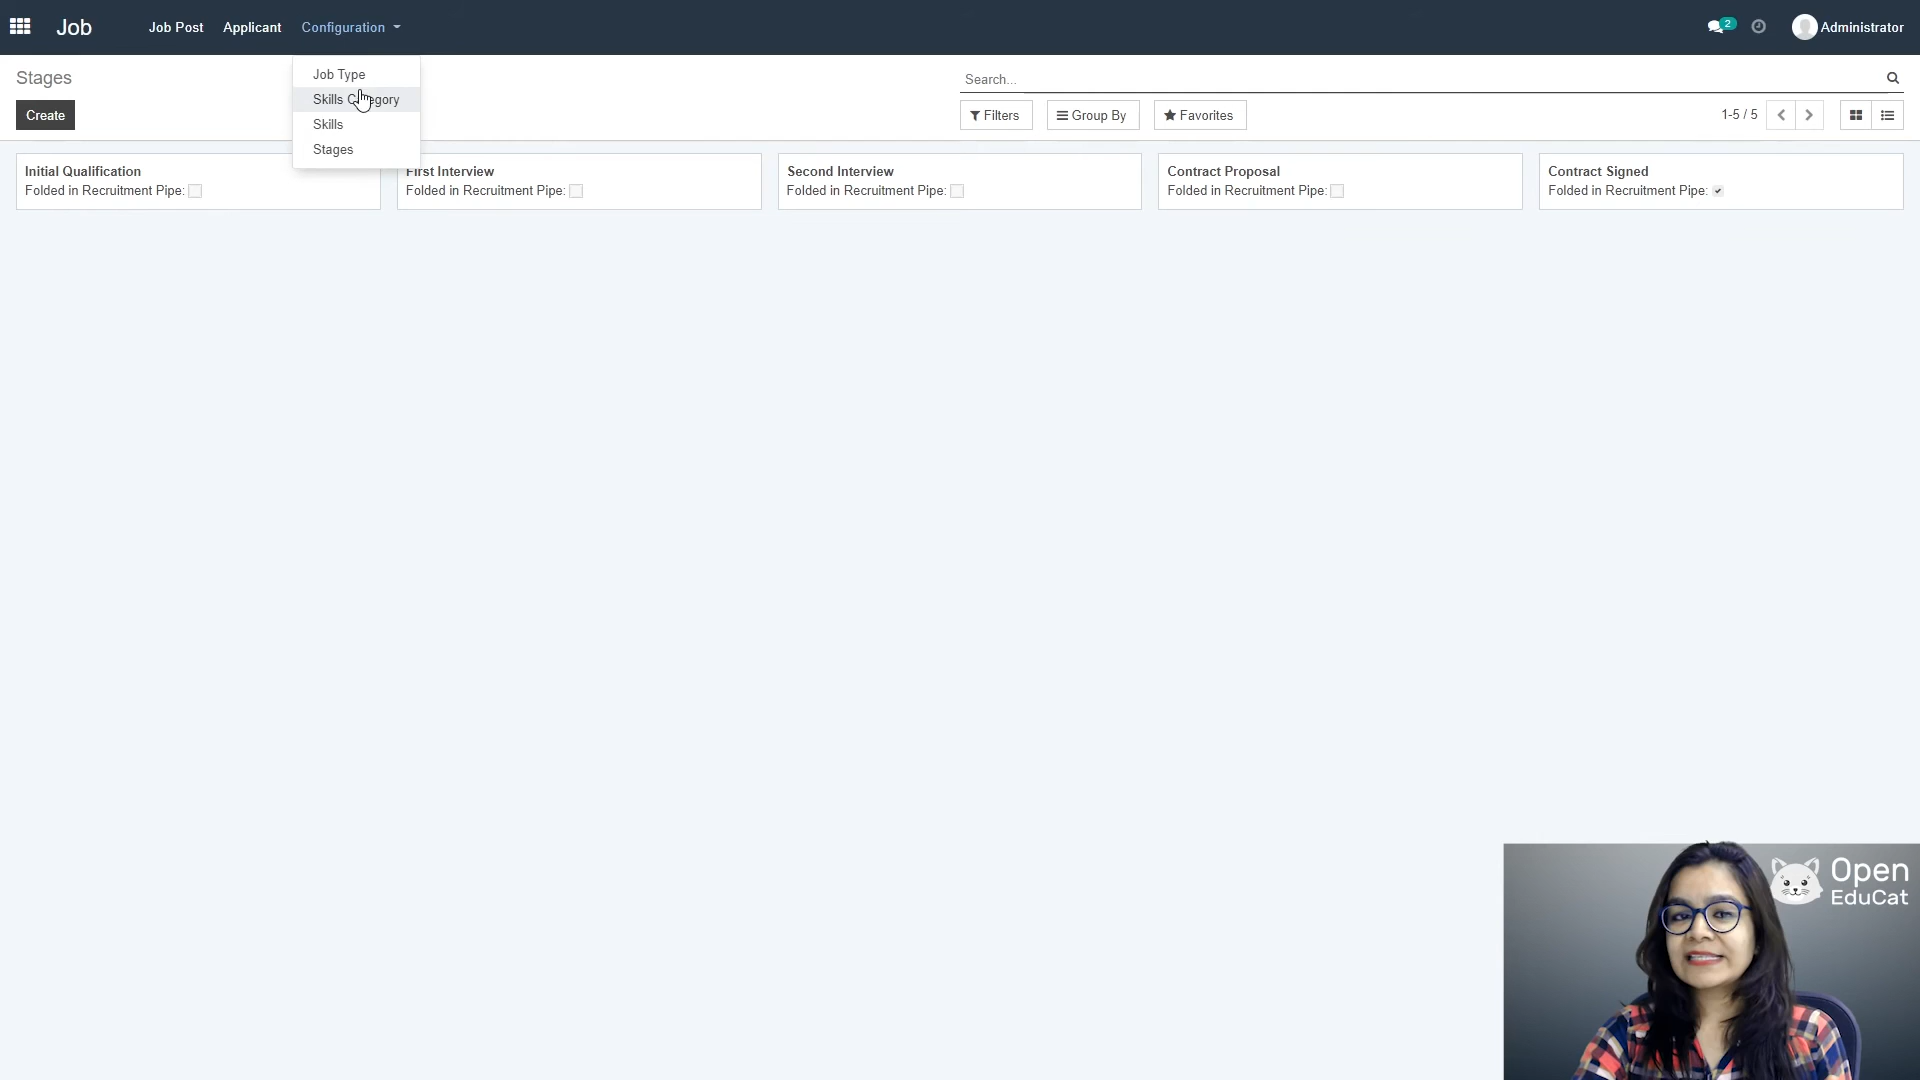 Job
Job Post
Applicant
Configuration
2
Administrator
Stages
Search...
Create
Filters
Group By
Favorites
1-5 / 5
Job Type
Skills Category
Skills
Stages
Initial Qualification
Folded in Recruitment Pipe:
First Interview
Folded in Recruitment Pipe:
Second Interview
Folded in Recruitment Pipe:
Contract Proposal
Folded in Recruitment Pipe:
Contract Signed
Folded in Recruitment Pipe:
Open
EduCat